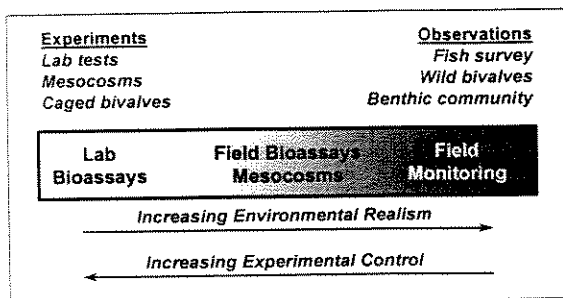 Experiments
Lab tests
Mesocosms
Caged bivalves
Observations
Fish survey
Wild bivalves
Benthic community
Lab
Bioassays
Field Bioassays
Mesocosms
Field
Monitoring
Increasing Environmental Realism
Increasing Experimental Control